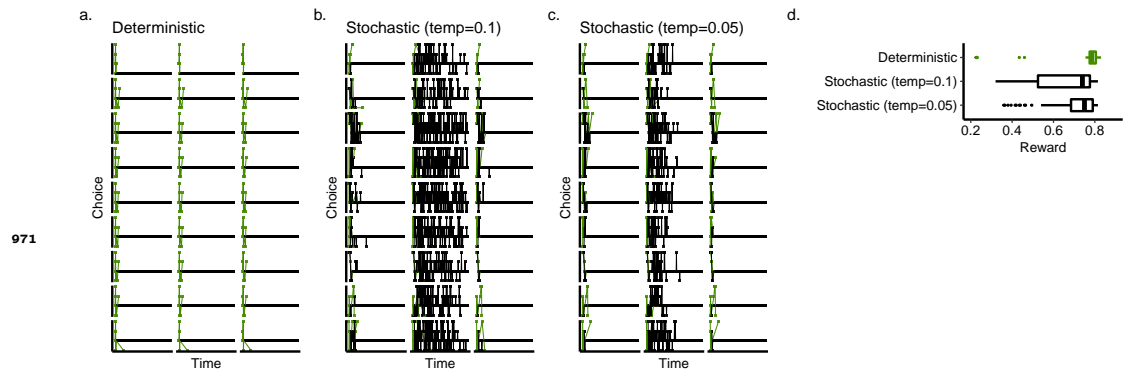 a.
Deterministic
Choice
Time
b.
Stochastic (temp=0.1)
Choice
Time
c.
Stochastic (temp=0.05)
Choice
Time
d.
Deterministic
Stochastic (temp=0.1)
Stochastic (temp=0.05)
0.2 0.4 0.6 0.8
Reward
971